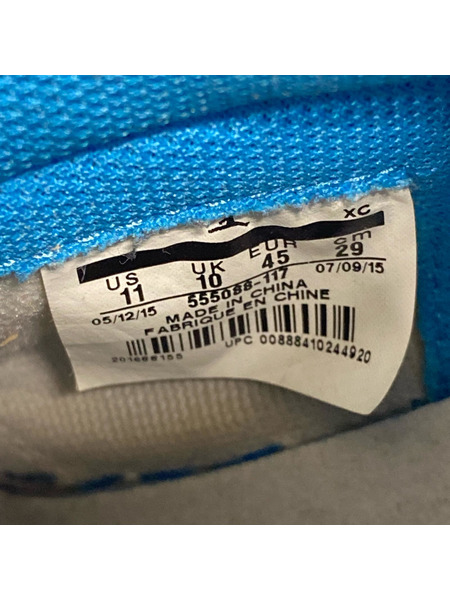 XC
US UK EUR cm
11 10 45 29
05/12/15 555088-117 07/09/15
MADE IN CHINA
FABRIQUE EN CHINE
UPC 00888410244920